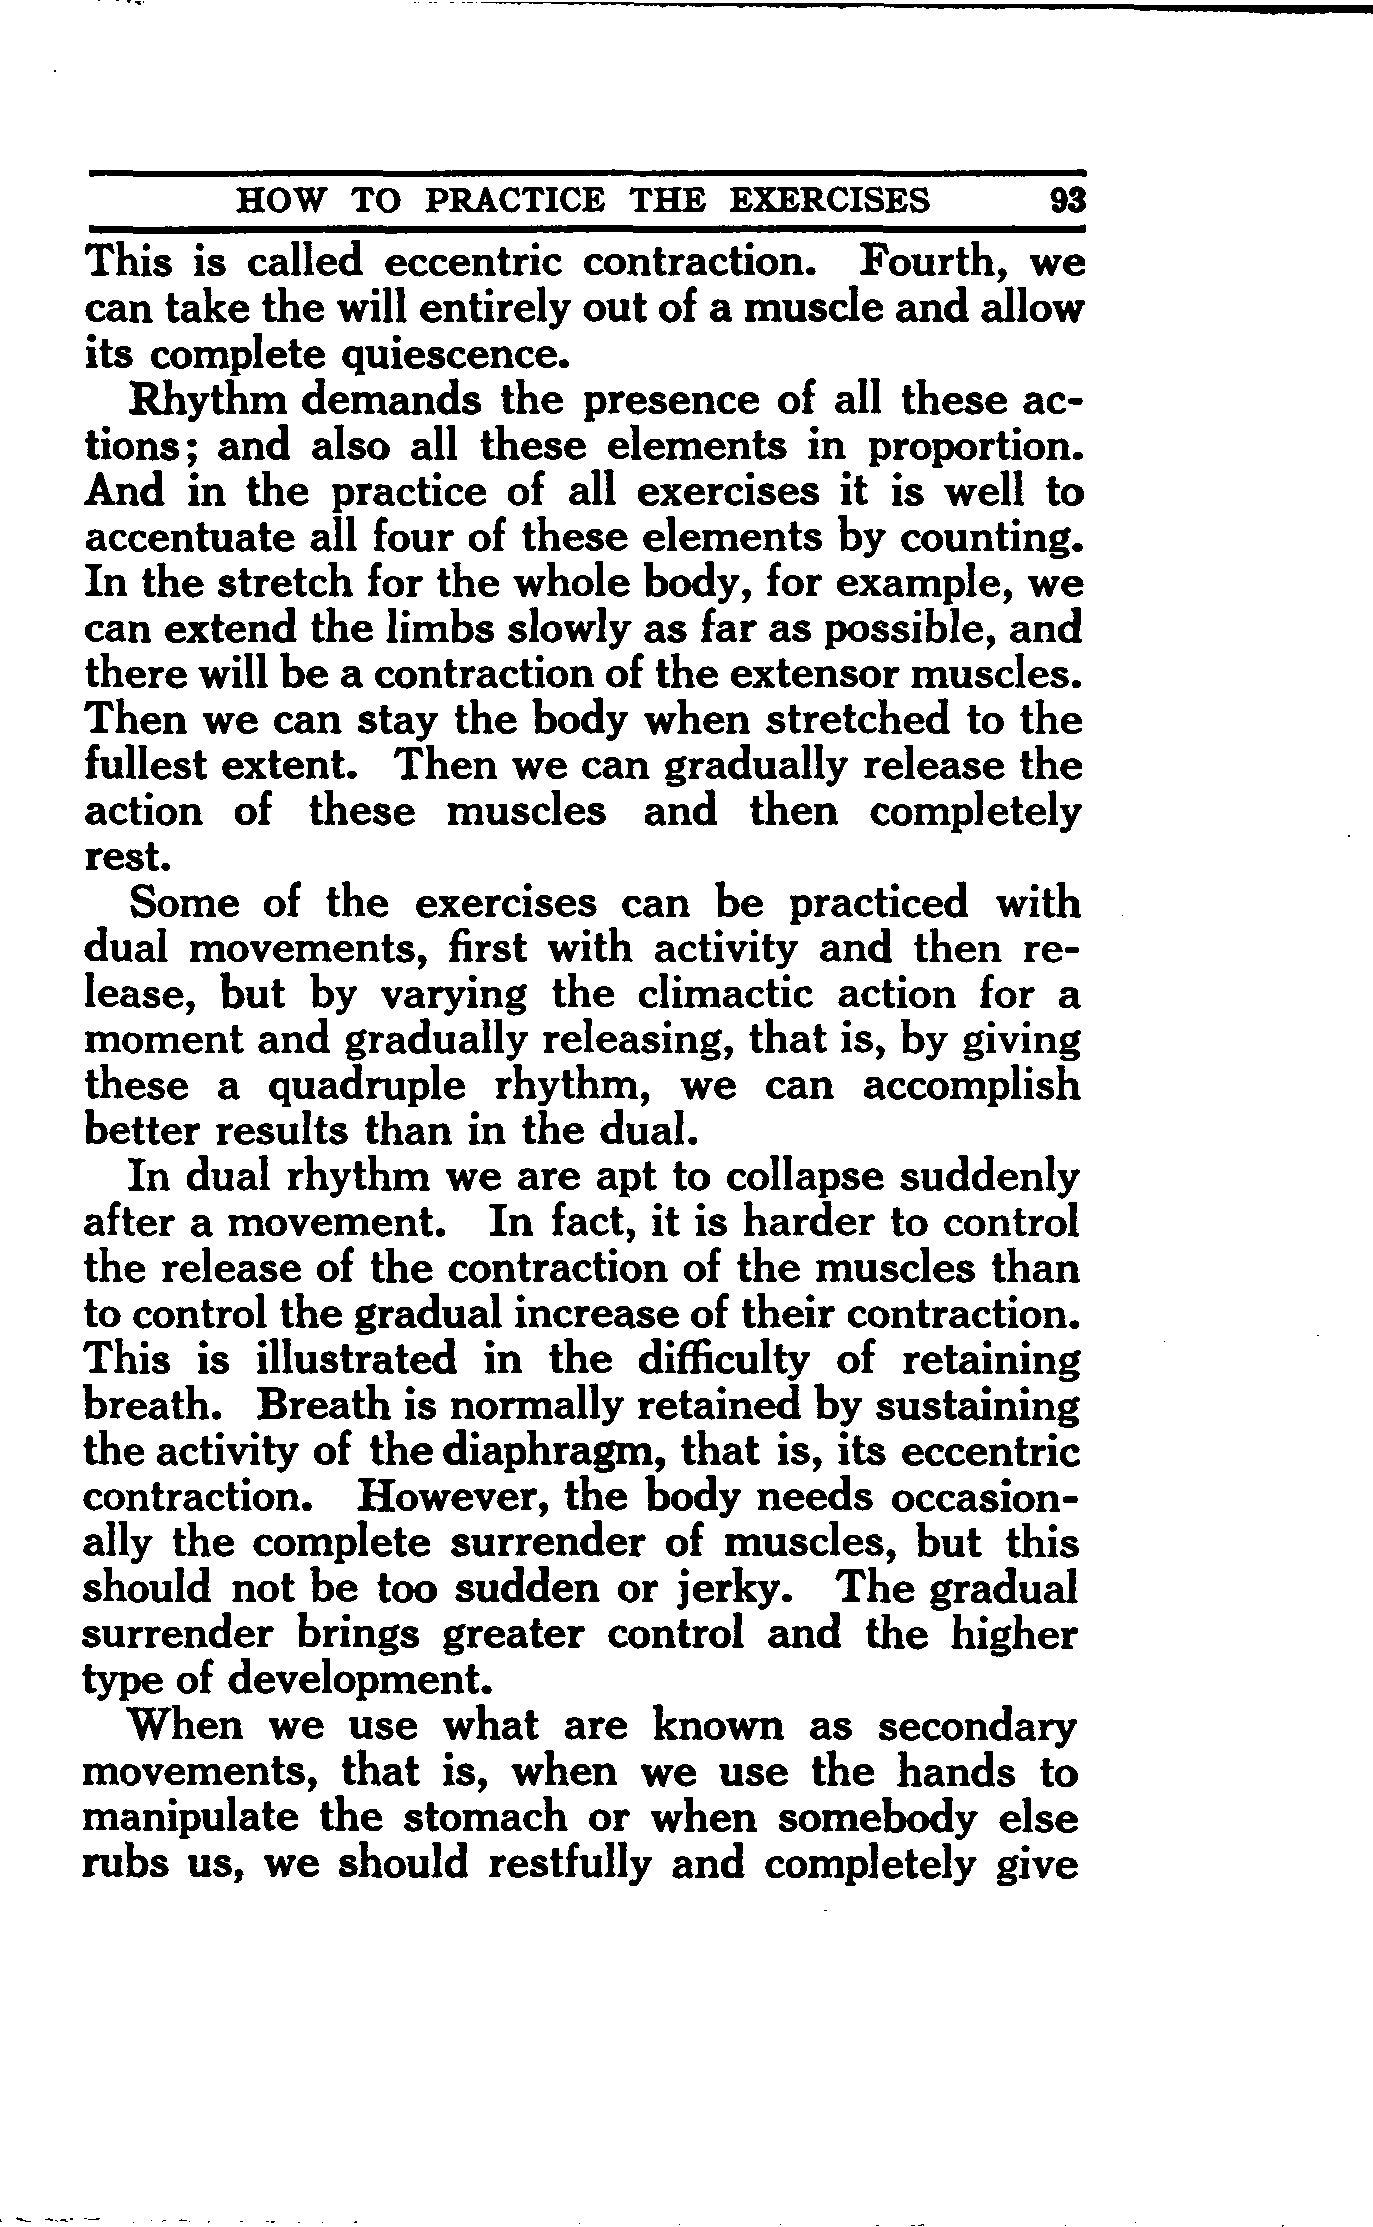 HOW TO PRACTICE THE EXERCISES 93
This is called eccentric contraction. Fourth, we
can take the will entirely out of a muscle and allow
its complete quiescence.
Rhythm demands the presence of all these ac-
tions; and also all these elements in proportion.
And in the practice of all exercises it is well to
accentuate all four of these elements by counting.
In the stretch for the whole body, for example, we
can extend the limbs slowly as far as possible, and
there will be a contraction of the extensor muscles.
Then we can stay the body when stretched to the
fullest extent. Then we can gradually release the
action of these muscles and then completely
rest.
Some of the exercises can be practiced with
dual movements, first with activity and then re-
lease, but by varying the climactic action for a
moment and gradually releasing, that is, by giving
these a quadruple rhythm, we can accomplish
better results than in the dual.
In dual rhythm we are apt to collapse suddenly
after a movement. In fact, it is harder to control
the release of the contraction of the muscles than
to control the gradual increase of their contraction.
This is illustrated in the difficulty of retaining
breath. Breath is normally retained by sustaining
the activity of the diaphragm, that is, its eccentric
contraction. However, the body needs occasion-
ally the complete surrender of muscles, but this
should not be too sudden or jerky. The gradual
surrender brings greater control and the higher
type of development.
When we use what are known as secondary
movements, that is, when we use the hands to
manipulate the stomach or when somebody else
rubs us, we should restfully and completely give